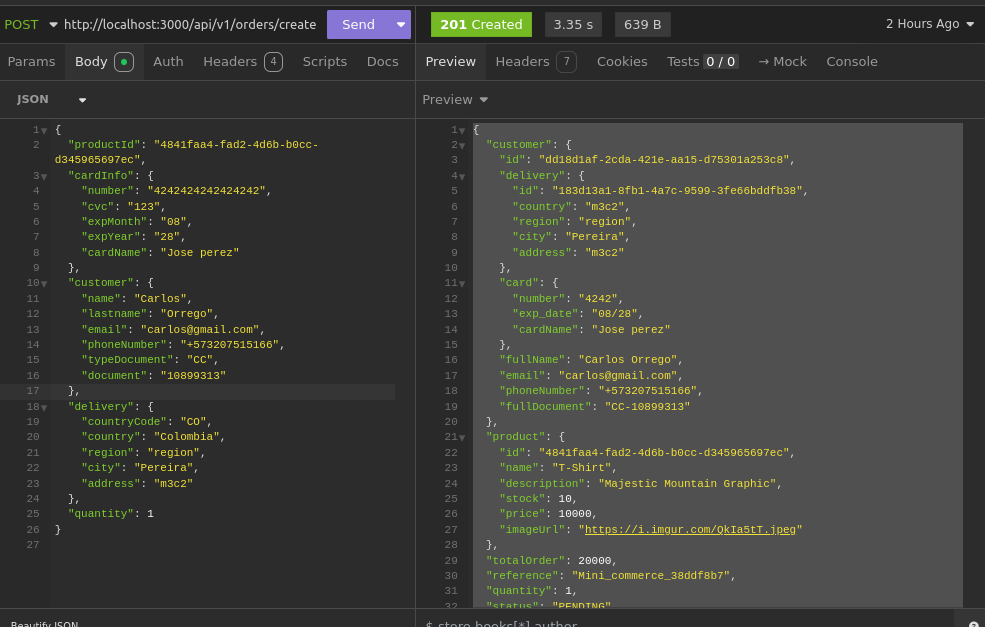 POST http://localhost:3000/api/v1/orders/create Send 201 Created 3.35 s 639 B 2 Hours Ago
Params Body Auth Headers 4 Scripts Docs Preview Headers 7 Cookies Tests 0 / 0 → Mock Console
JSON
1 {
2 "productId": "4841faa4-fad2-4d6b-b0cc-
d345965697ec",
3 "cardInfo": {
4 "number": "4242424242424242",
5 "cvc": "123",
6 "expMonth": "08",
7 "expYear": "28",
8 "cardName": "Jose perez"
9 },
10 "customer": {
11 "name": "Carlos",
12 "lastname": "Orrego",
13 "email": "carlos@gmail.com",
14 "phoneNumber": "+573207515166",
15 "typeDocument": "CC",
16 "document": "10899313"
17 },
18 "delivery": {
19 "countryCode": "CO",
20 "country": "Colombia",
21 "region": "region",
22 "city": "Pereira",
23 "address": "m3c2"
24 },
25 "quantity": 1
26 }
27
Beautify JSON
Preview
1 {
2 "customer": {
3 "id": "dd18d1af-2cda-421e-aa15-d75301a253c8",
4 "delivery": {
5 "id": "183d13a1-8fb1-4a7c-9599-3fe66bddfb38",
6 "country": "m3c2",
7 "region": "region",
8 "city": "Pereira",
9 "address": "m3c2"
10 },
11 "card": {
12 "number": "4242",
13 "exp_date": "08/28",
14 "cardName": "Jose perez"
15 },
16 "fullName": "Carlos Orrego",
17 "email": "carlos@gmail.com",
18 "phoneNumber": "+573207515166",
19 "fullDocument": "CC-10899313"
20 },
21 "product": {
22 "id": "4841faa4-fad2-4d6b-b0cc-d345965697ec",
23 "name": "T-Shirt",
24 "description": "Majestic Mountain Graphic",
25 "stock": 10,
26 "price": 10000,
27 "imageUrl": "https://i.imgur.com/QkIa5tT.jpeg"
28 },
29 "totalOrder": 20000,
30 "reference": "Mini_commerce_38ddf8b7",
31 "quantity": 1,
32 "status": "PENDING"
$.store.books[*].author